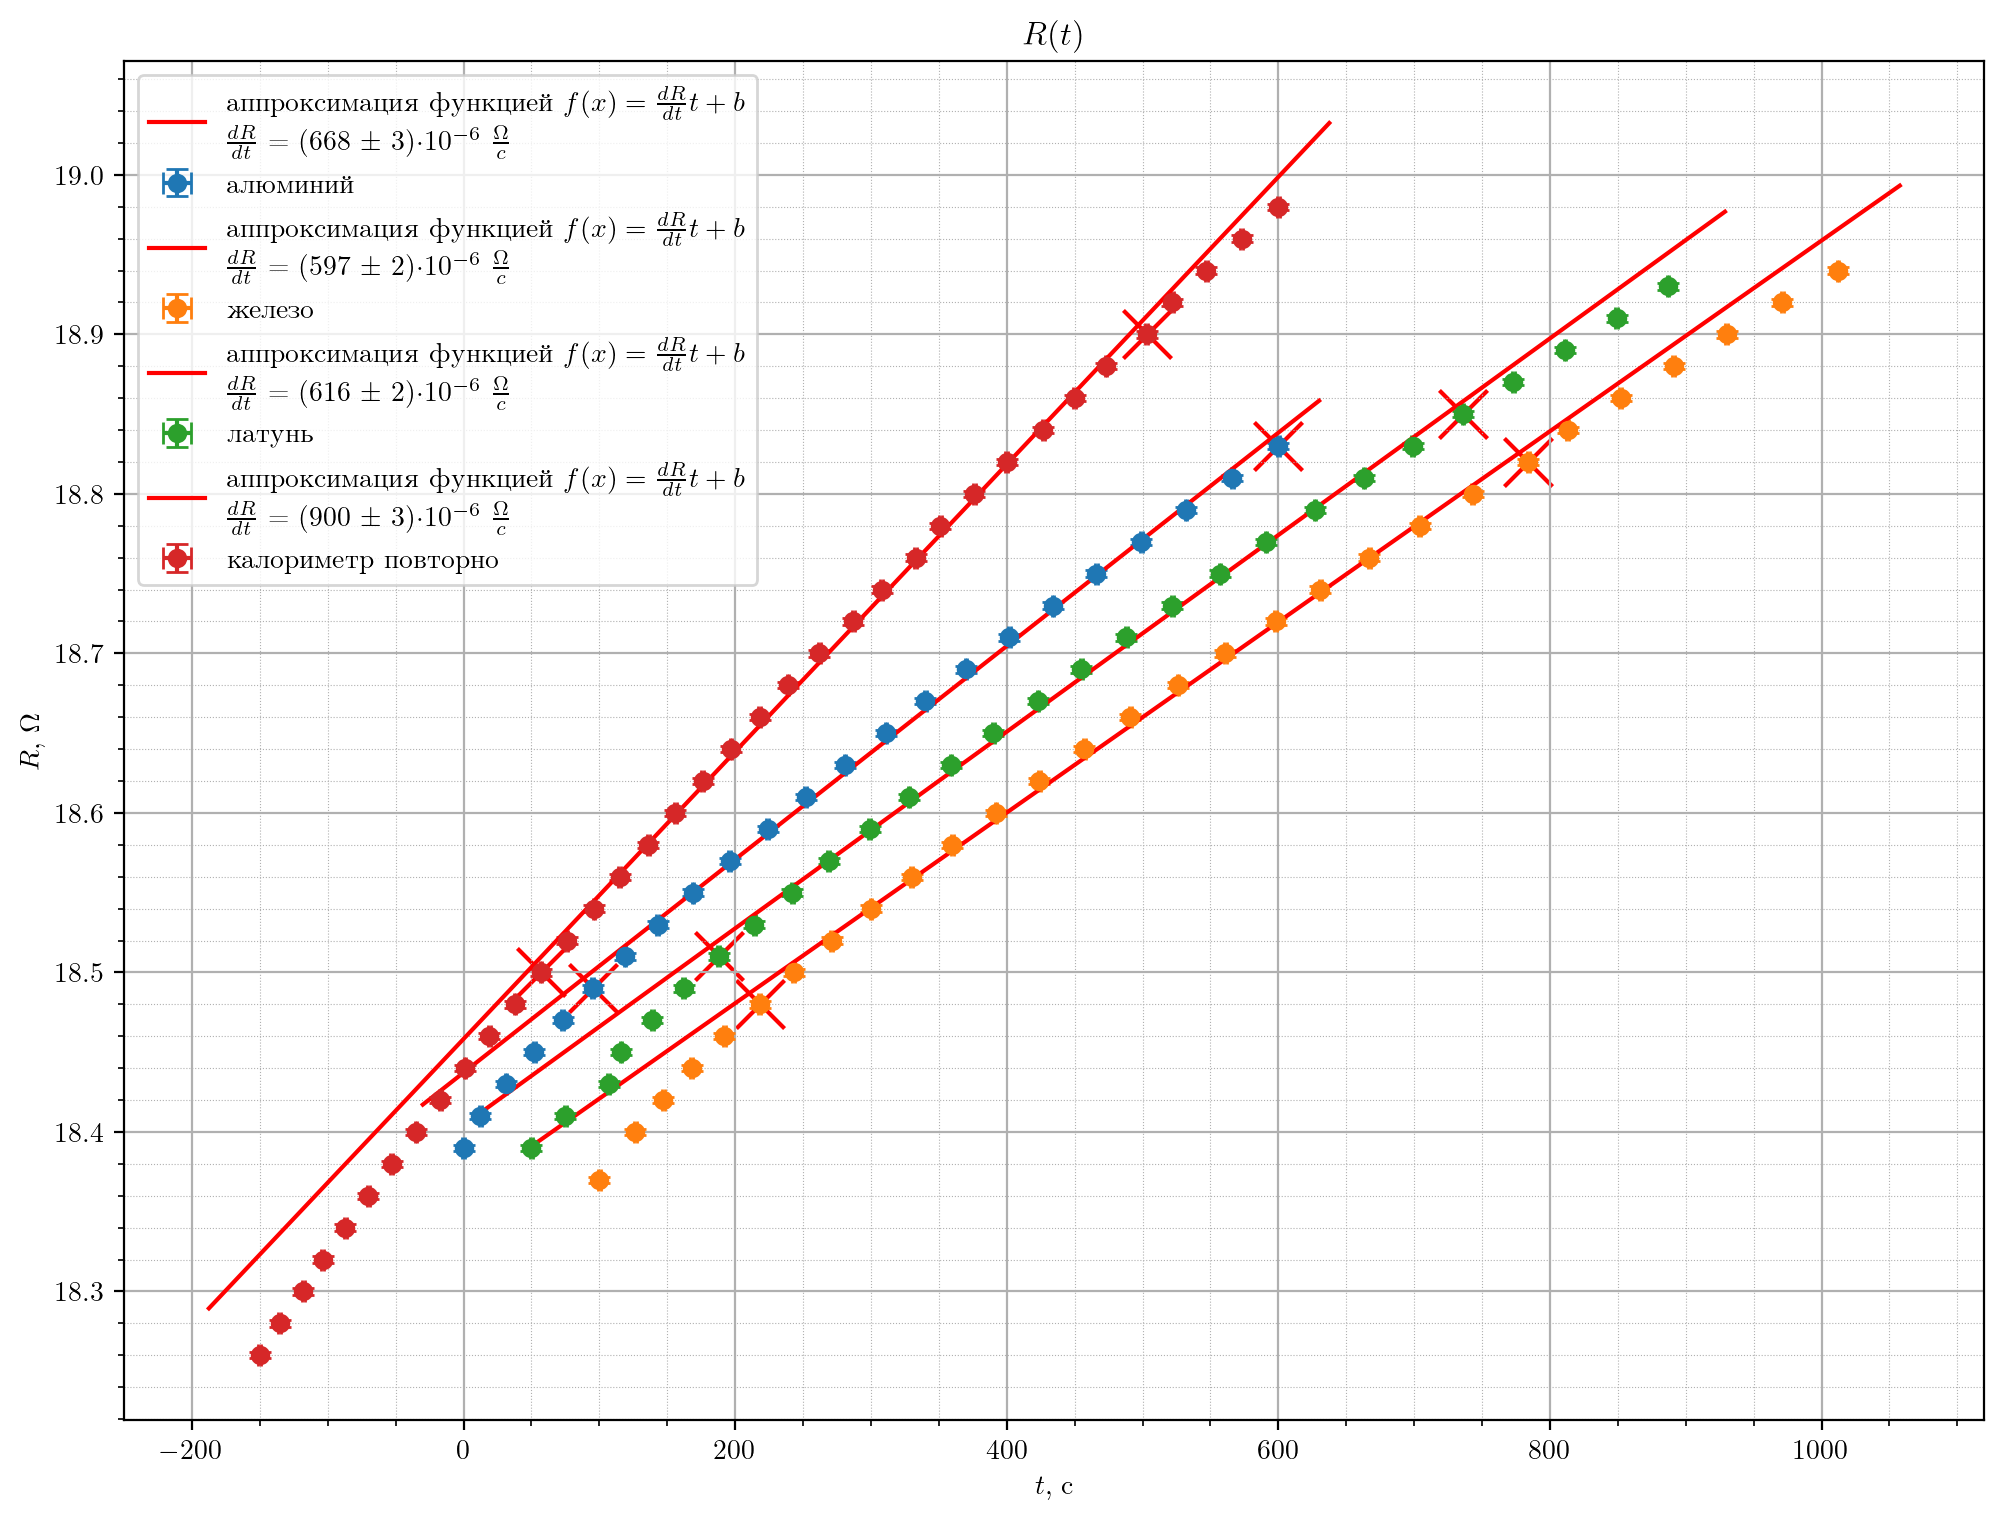 R(t)
аппроксимация функцией f(x) = dR/dt t + b
dR/dt = (668 ± 3)·10⁻⁶ Ω/c
алюминий
аппроксимация функцией f(x) = dR/dt t + b
dR/dt = (597 ± 2)·10⁻⁶ Ω/c
железо
аппроксимация функцией f(x) = dR/dt t + b
dR/dt = (616 ± 2)·10⁻⁶ Ω/c
латунь
аппроксимация функцией f(x) = dR/dt t + b
dR/dt = (900 ± 3)·10⁻⁶ Ω/c
калориметр повторно
19.0
18.9
18.8
18.7
18.6
18.5
18.4
18.3
R, Ω
−200 0 200 400 600 800 1000
t, с